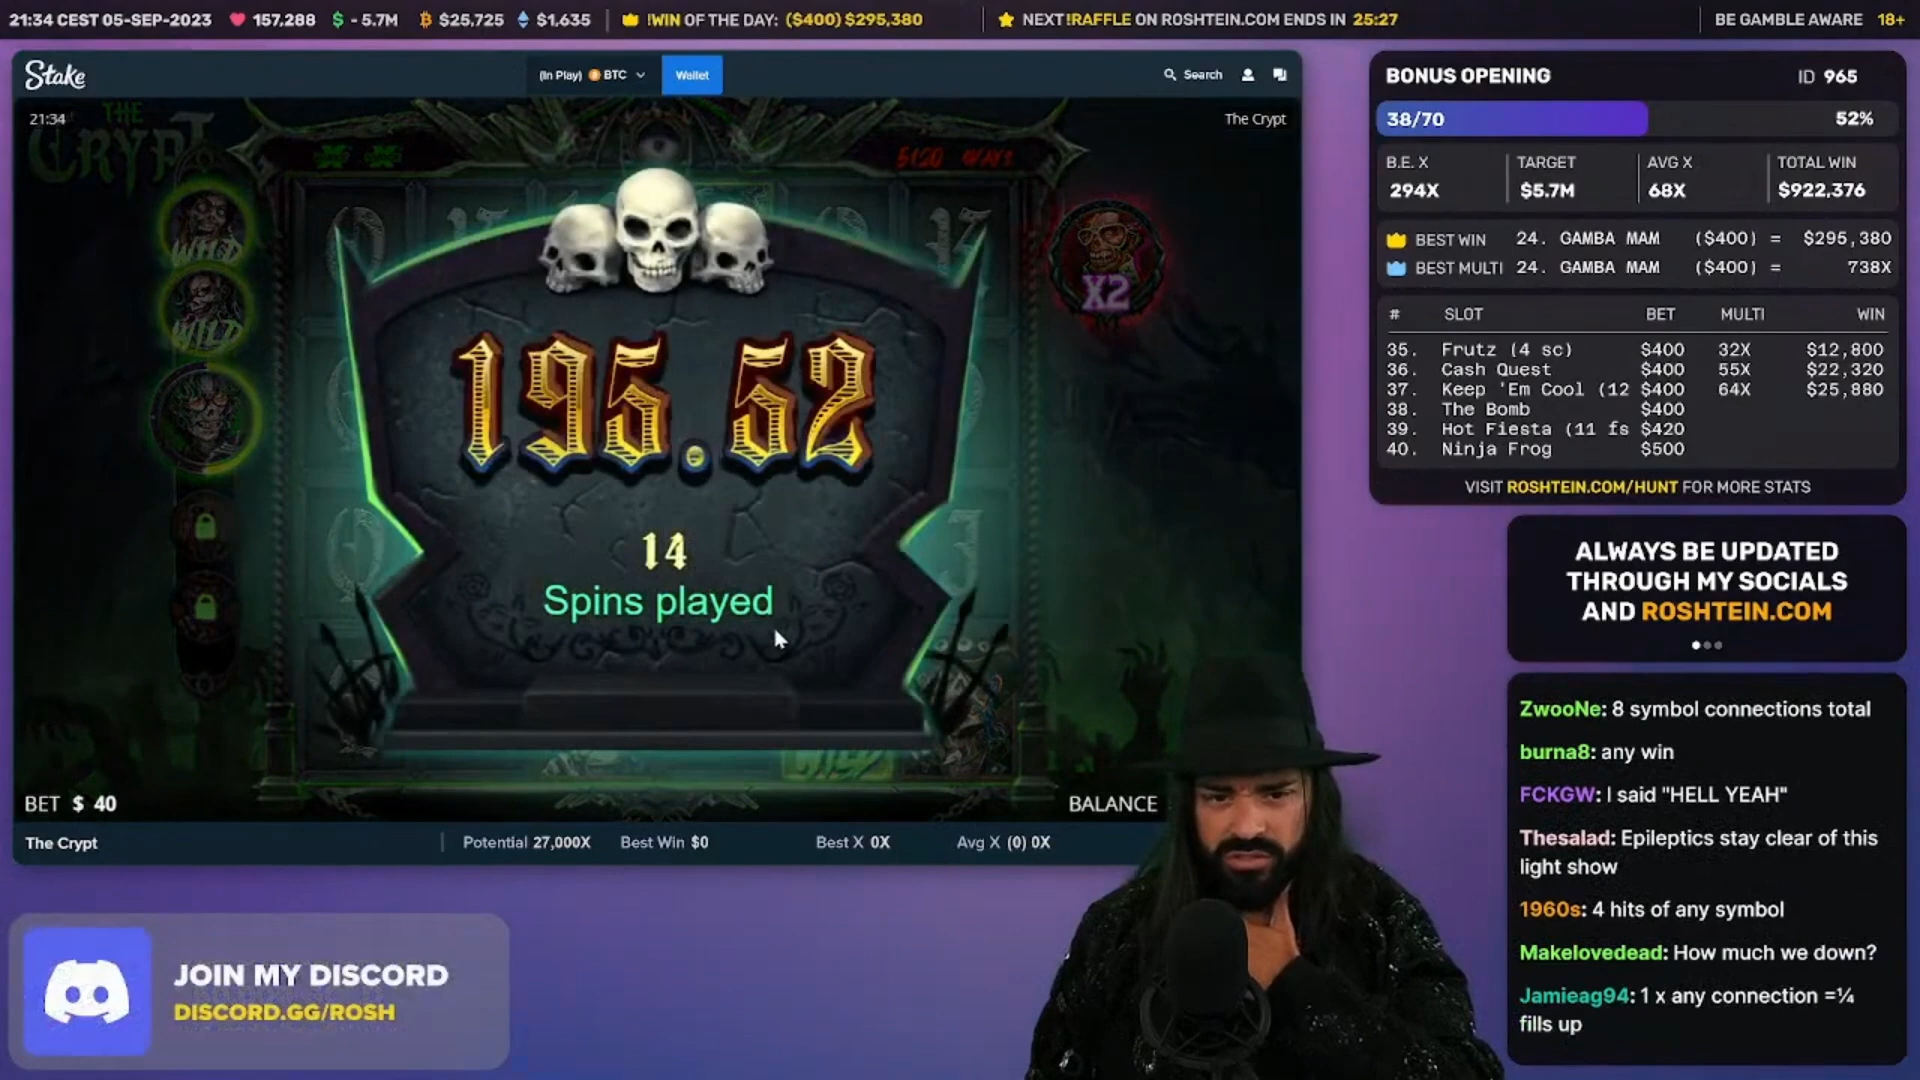 21:34 CEST 05-SEP-2023 157,288 $ - 5.7M $25,725 $1,635 !WIN OF THE DAY: ($400) $295,380 NEXT !RAFFLE ON ROSHTEIN.COM ENDS IN 25:27 BE GAMBLE AWARE 18+
Stake (In Play) BTC Wallet Search
21:34 The Crypt
THE
CRYPT
5120 WAYS
WILD
WILD
X2
195.52
14
Spins played
BET $ 40 BALANCE
The Crypt Potential 27,000X Best Win $0 Best X 0X Avg X (0) 0X
JOIN MY DISCORD
DISCORD.GG/ROSH
BONUS OPENING ID 965
38/70 52%
B.E. X TARGET AVG X TOTAL WIN
294X $5.7M 68X $922,376
BEST WIN 24. GAMBA MAM ($400) = $295,380
BEST MULTI 24. GAMBA MAM ($400) = 738X
# SLOT BET MULTI WIN
35. Frutz (4 sc) $400 32X $12,800
36. Cash Quest $400 55X $22,320
37. Keep 'Em Cool (12 $400 64X $25,880
38. The Bomb $400
39. Hot Fiesta (11 fs $420
40. Ninja Frog $500
VISIT ROSHTEIN.COM/HUNT FOR MORE STATS
ALWAYS BE UPDATED
THROUGH MY SOCIALS
AND ROSHTEIN.COM
ZwooNe: 8 symbol connections total
burna8: any win
FCKGW: I said "HELL YEAH"
Thesalad: Epileptics stay clear of this
light show
1960s: 4 hits of any symbol
Makelovedead: How much we down?
Jamieag94: 1 x any connection =¼
fills up